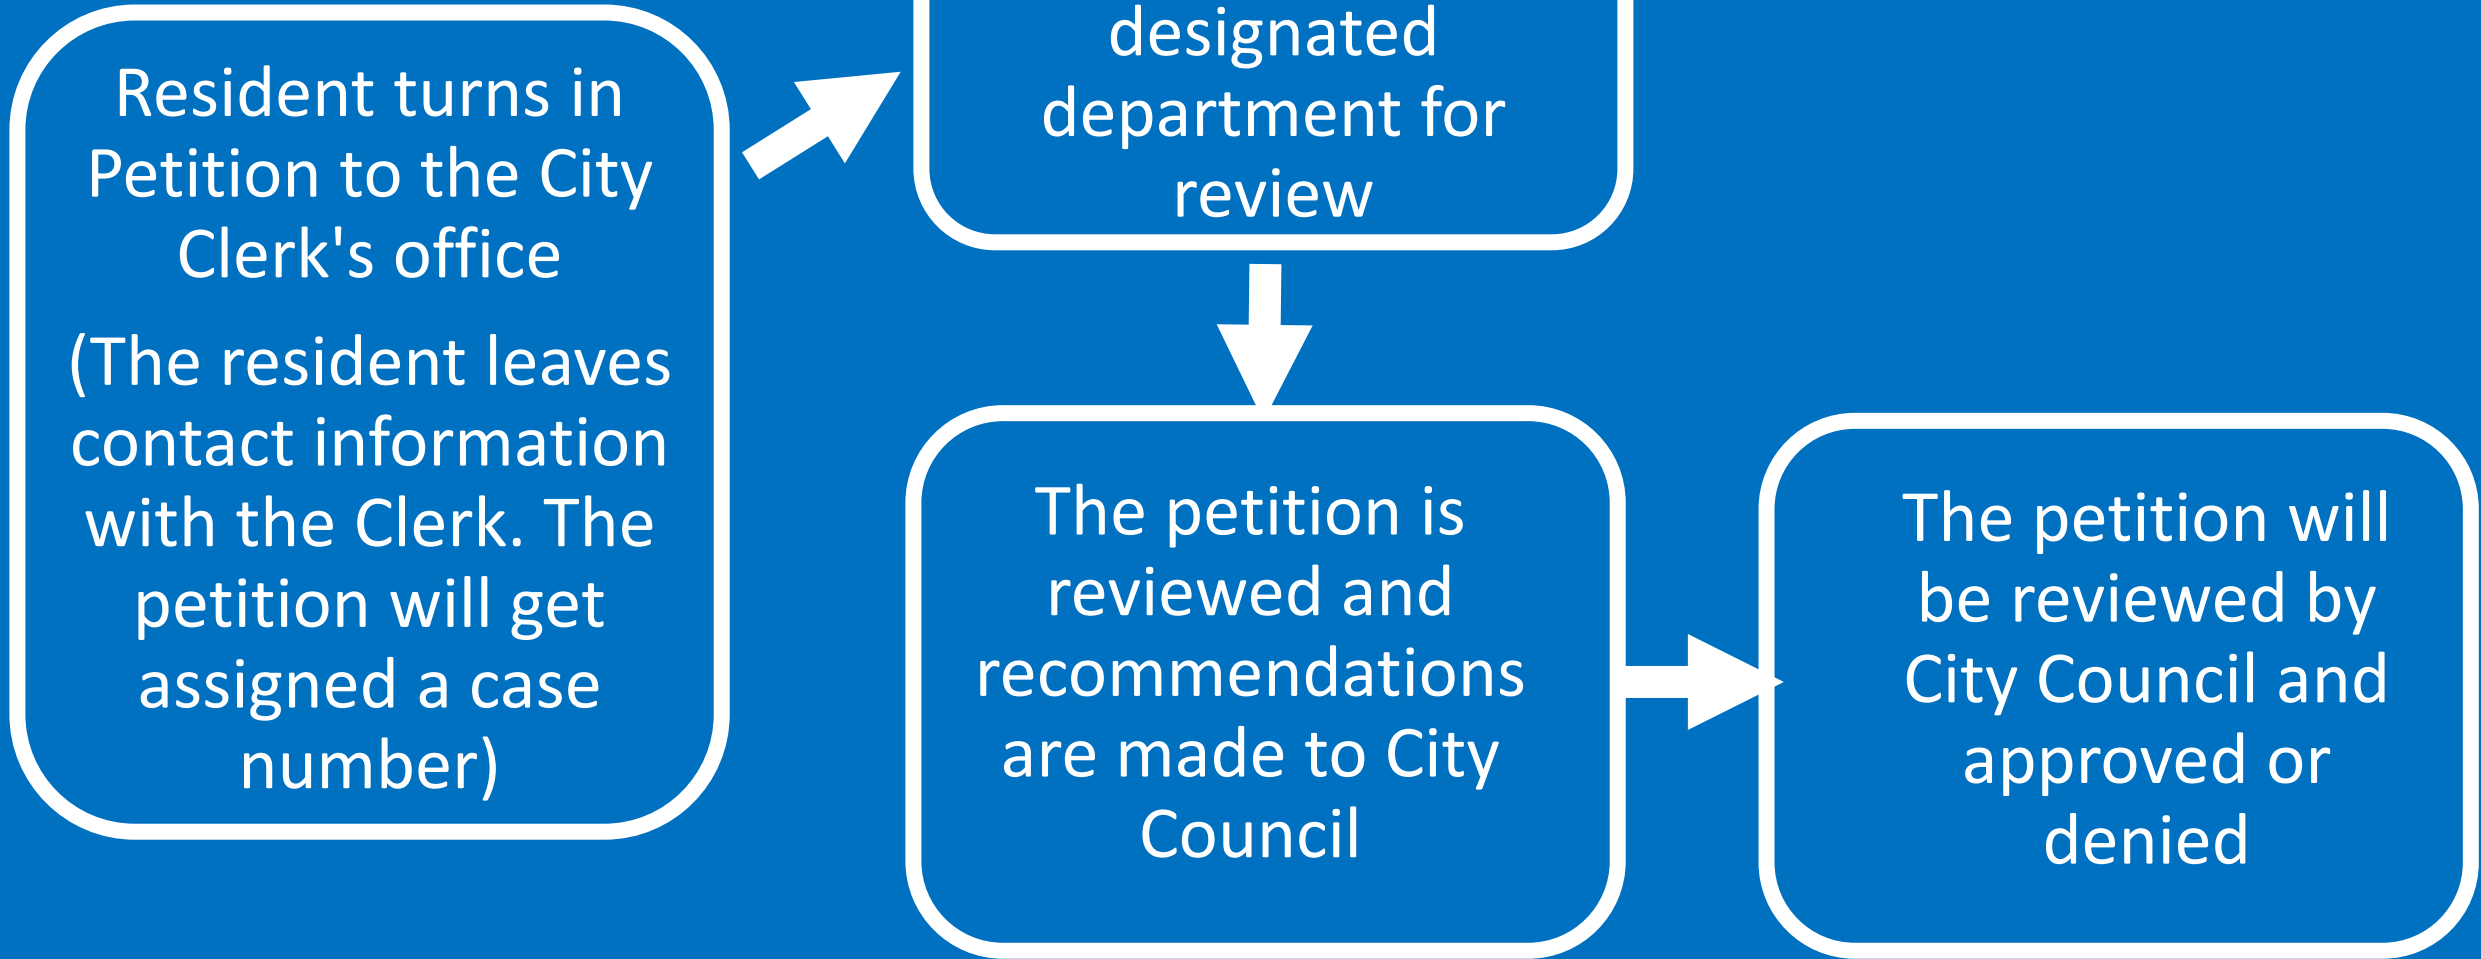 Resident turns in
Petition to the City
Clerk's office
(The resident leaves
contact information
with the Clerk. The
petition will get
assigned a case
number)
designated
department for
review
The petition is
reviewed and
recommendations
are made to City
Council
The petition will
be reviewed by
City Council and
approved or
denied